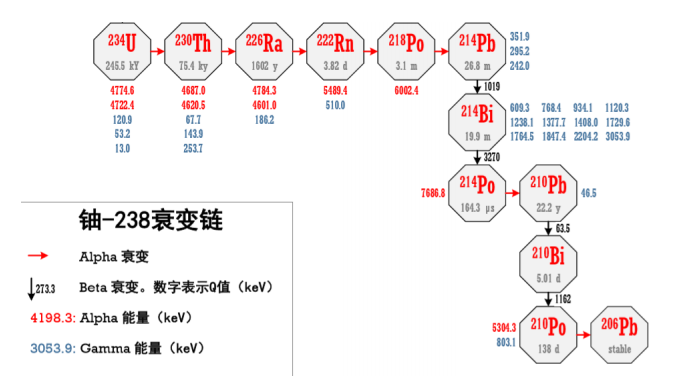 234U 230Th 226Ra 222Rn 218Po 214Pb
245.5 kY 75.4 ky 1602 y 3.82 d 3.1 m 26.8 m
351.9
295.2
242.0
4774.6 4687.0 4784.3 5489.4 6002.4
4722.4 4620.5 4601.0 510.0
120.9 67.7 186.2
53.2 143.9
13.0 253.7
1019
214Bi
19.9 m
609.3 768.4 934.1 1120.3
1238.1 1377.7 1408.0 1729.6
1764.5 1847.4 2204.2 3053.9
3270
7686.8 214Po 210Pb 46.5
164.3 μs 22.2 y
63.5
210Bi
5.01 d
1162
5304.3 210Po 206Pb
803.1 138 d stable
铀-238衰变链
Alpha 衰变
273.3 Beta 衰变。数字表示Q值（keV）
4198.3: Alpha 能量（keV）
3053.9: Gamma 能量（keV）